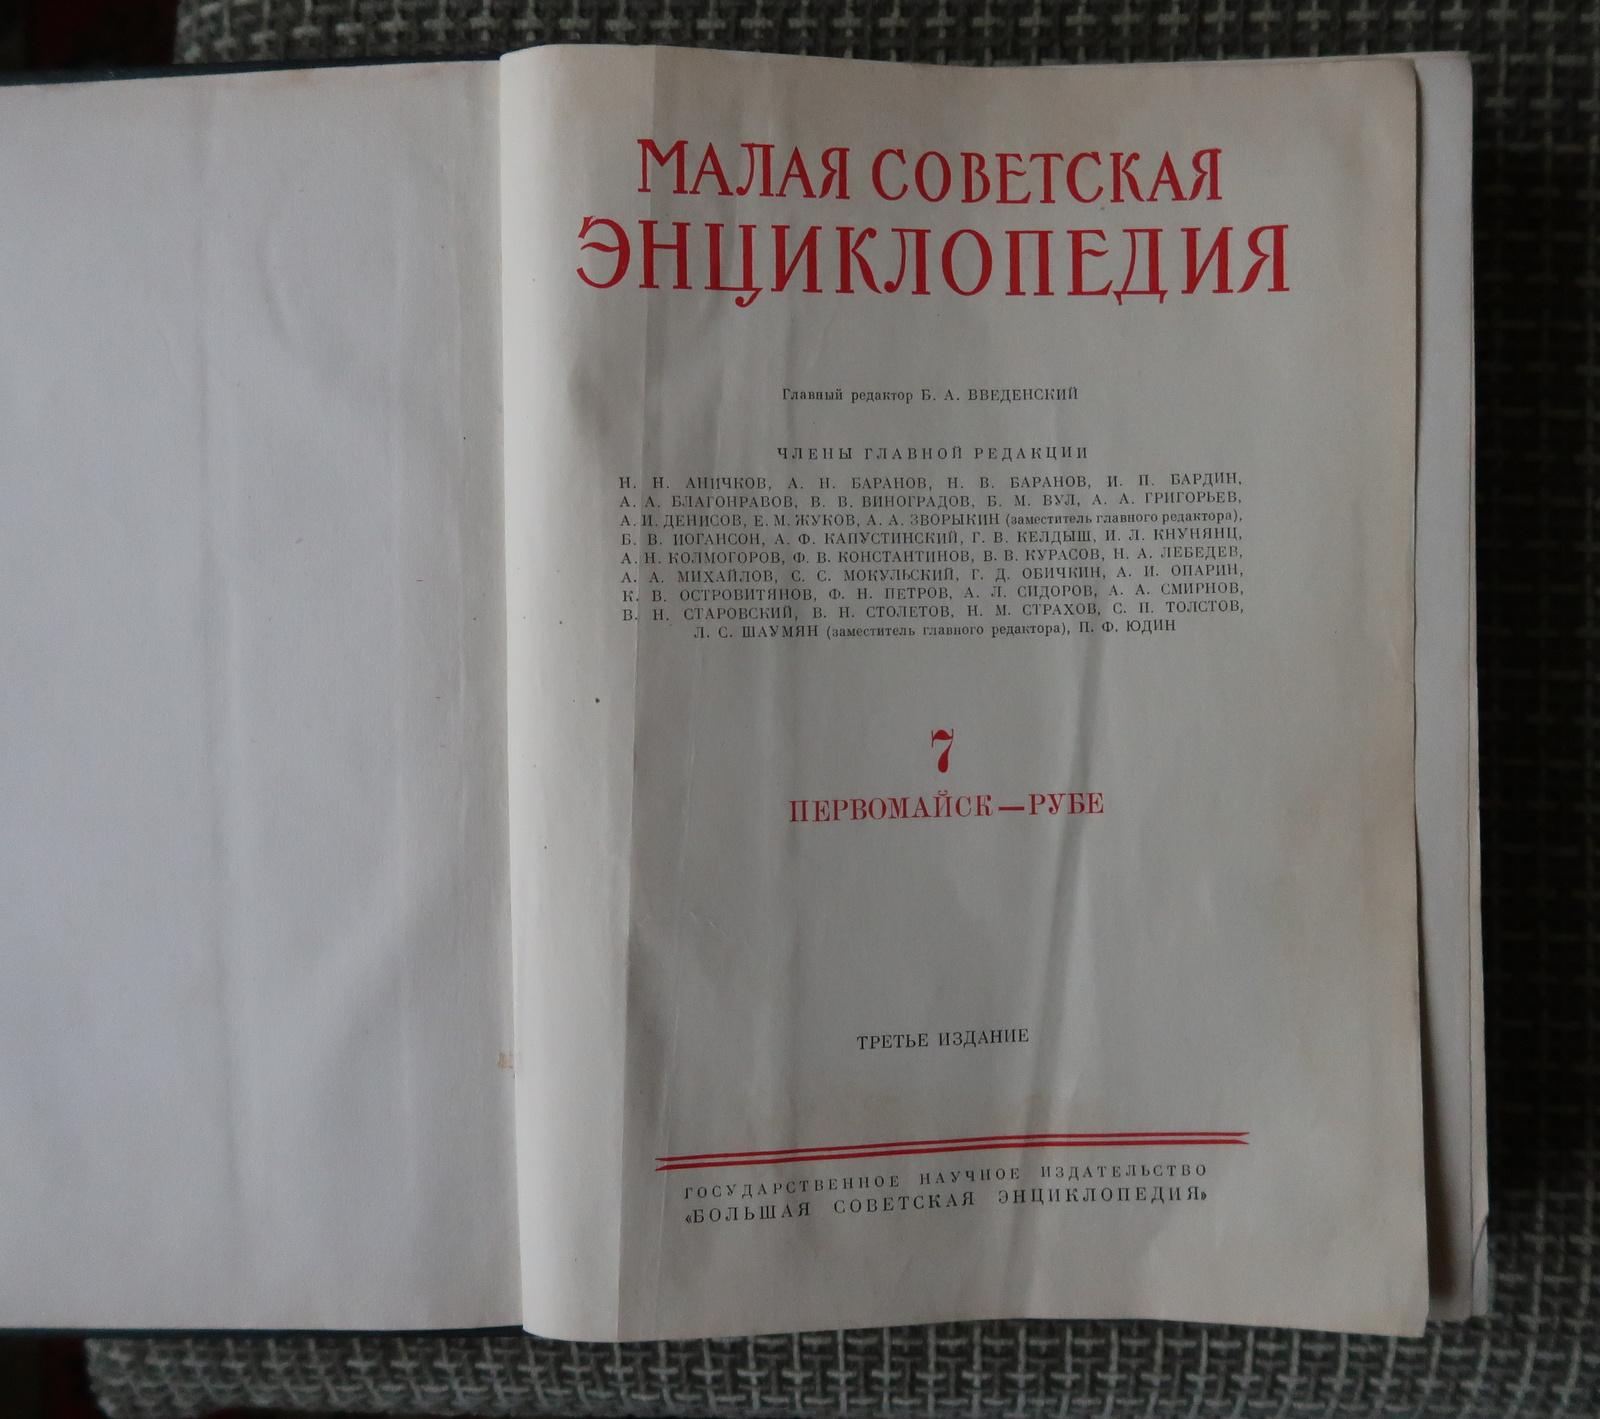 МАЛАЯ СОВЕТСКАЯ
ЭНЦИКЛОПЕДИЯ
Главный редактор Б. А. ВВЕДЕНСКИЙ
ЧЛЕНЫ ГЛАВНОЙ РЕДАКЦИИ
Н. Н. АНИЧКОВ, А. Н. БАРАНОВ, Н. В. БАРАНОВ, И. П. БАРДИН,
А. А. БЛАГОНРАВОВ, В. В. ВИНОГРАДОВ, Б. М. ВУЛ, А. А. ГРИГОРЬЕВ,
А. И. ДЕНИСОВ, Е. М. ЖУКОВ, А. А. ЗВОРЫКИН (заместитель главного редактора),
Б. В. ИОГАНСОН, А. Ф. КАПУСТИНСКИЙ, Г. В. КЕЛДЫШ, И. Л. КНУНЯНЦ,
А. Н. КОЛМОГОРОВ, Ф. В. КОНСТАНТИНОВ, В. В. КУРАСОВ, Н. А. ЛЕБЕДЕВ,
А. А. МИХАЙЛОВ, С. С. МОКУЛЬСКИЙ, Г. Д. ОБИЧКИН, А. И. ОПАРИН,
К. В. ОСТРОВИТЯНОВ, Ф. Н. ПЕТРОВ, А. Л. СИДОРОВ, А. А. СМИРНОВ,
В. Н. СТАРОВСКИЙ, В. Н. СТОЛЕТОВ, Н. М. СТРАХОВ, С. П. ТОЛСТОВ,
Л. С. ШАУМЯН (заместитель главного редактора), П. Ф. ЮДИН
7
ПЕРВОМАЙСК—РУБЕ
ТРЕТЬЕ ИЗДАНИЕ
ГОСУДАРСТВЕННОЕ НАУЧНОЕ ИЗДАТЕЛЬСТВО
«БОЛЬШАЯ СОВЕТСКАЯ ЭНЦИКЛОПЕДИЯ»